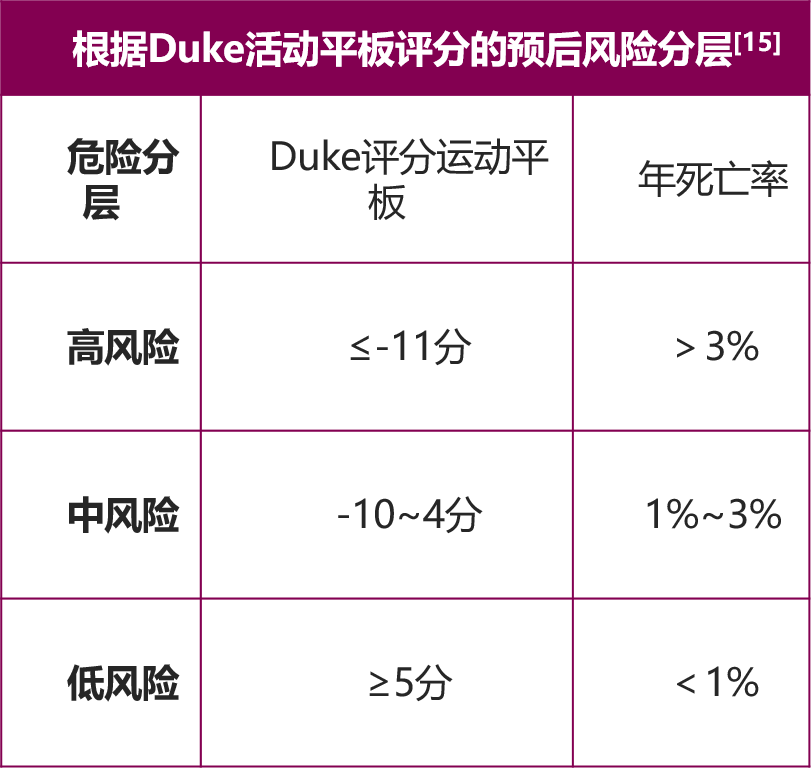 根据Duke活动平板评分的预后风险分层[15]
危险分
层
Duke评分运动平
板
年死亡率
高风险
≤-11分
＞3%
中风险
-10~4分
1%~3%
低风险
≥5分
＜1%